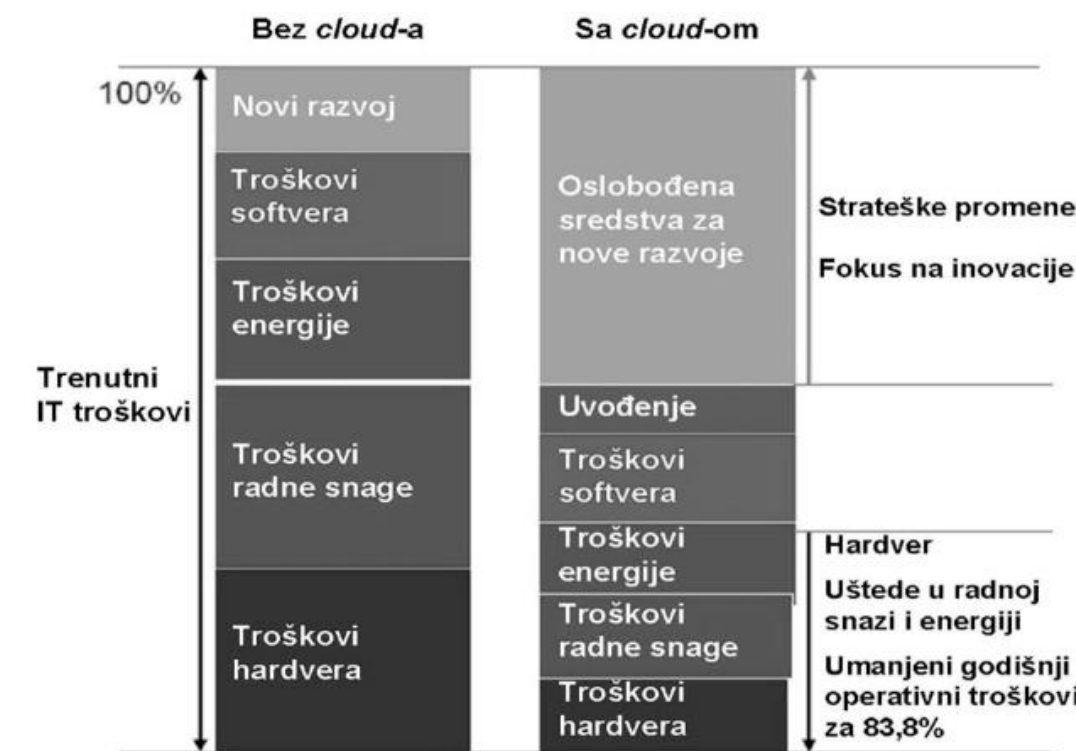 Bez cloud-a
Sa cloud-om
100%
Trenutni
IT troškovi
Novi razvoj
Troškovi
softvera
Troškovi
energije
Troškovi
radne snage
Troškovi
hardvera
Oslobođena
sredstva za
nove razvoje
Uvođenje
Troškovi
softvera
Troškovi
energije
Troškovi
radne snage
Troškovi
hardvera
Strateške promene
Fokus na inovacije
Hardver
Uštede u radnoj
snazi i energiji
Umanjeni godišnji
operativni troškovi
za 83,8%